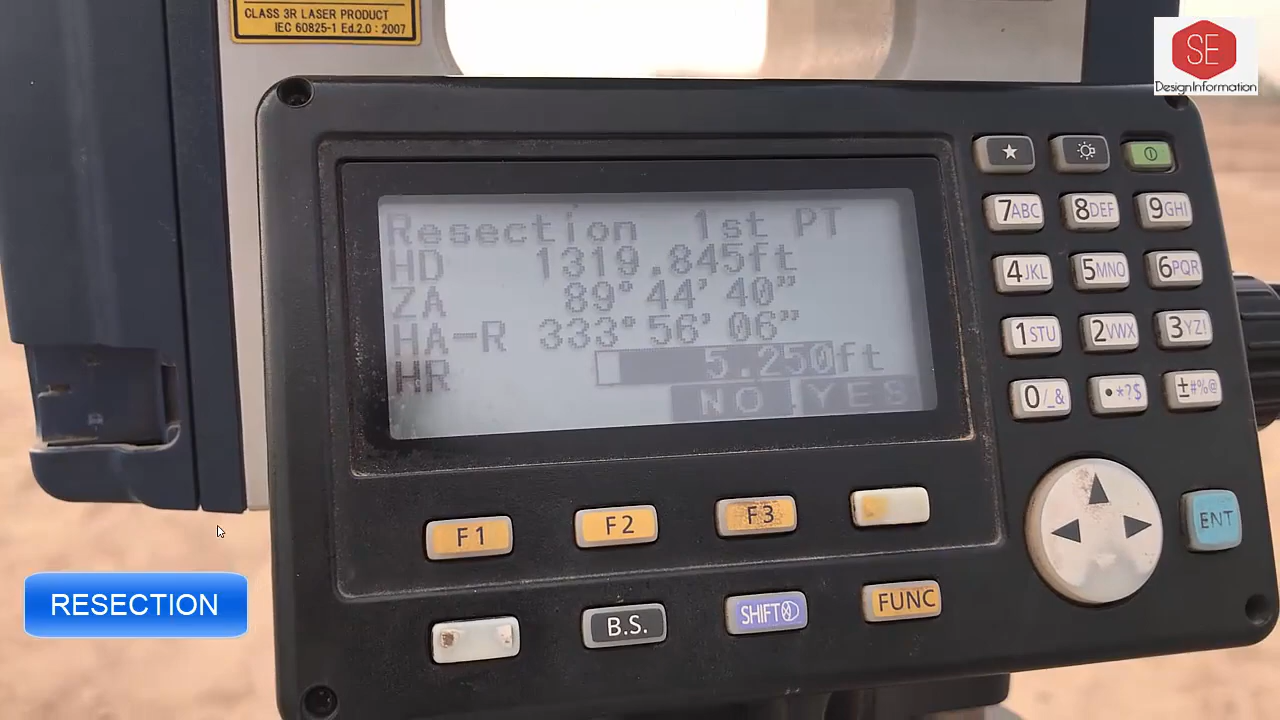 CLASS 3R LASER PRODUCT
IEC 60825-1 Ed.2.0 : 2007
SE
DesignInformation
Resection 1st PT
HD 1319.845ft
ZA 89°44'40"
HA-R 333°56'06"
HR 5.250ft
NO YES
★
7ABC 8DEF 9GHI
4JKL 5MNO 6PQR
1STU 2VWX 3YZ!
0/_& •*?$ ±#%@
ENT
F1 F2 F3
B.S. SHIFT FUNC
RESECTION